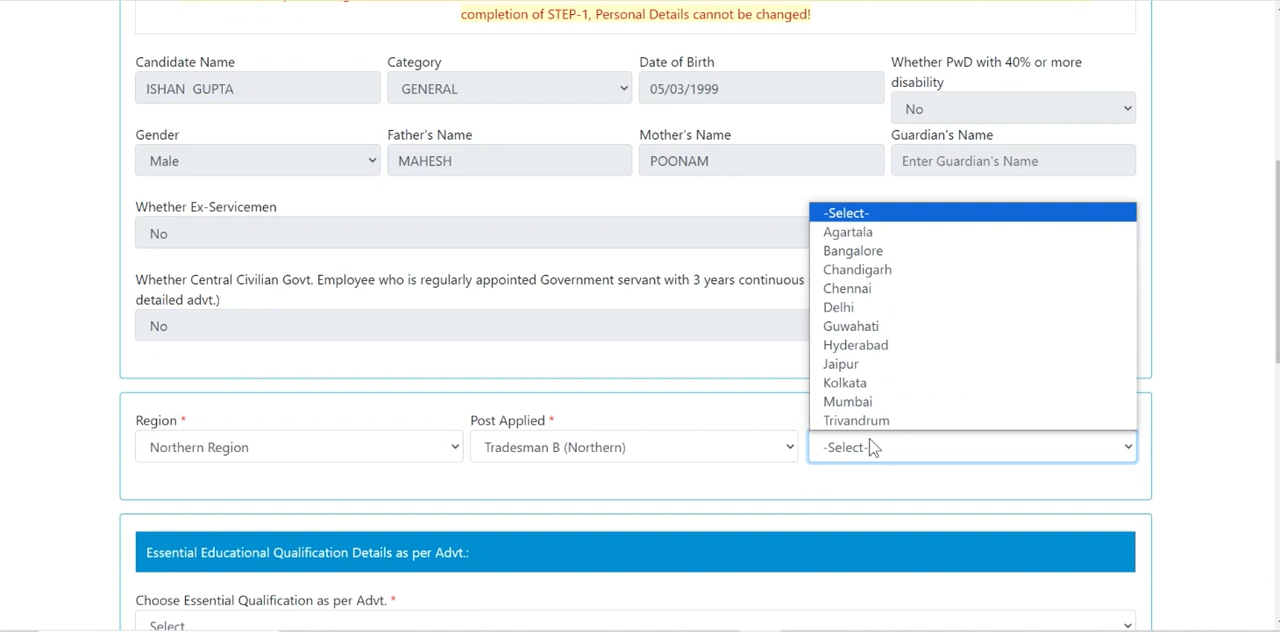 completion of STEP-1, Personal Details cannot be changed!
Candidate Name
Category
Date of Birth
Whether PwD with 40% or more
disability
ISHAN GUPTA
GENERAL
05/03/1999
No
Gender
Father's Name
Mother's Name
Guardian's Name
Male
MAHESH
POONAM
Enter Guardian's Name
Whether Ex-Servicemen
No
Whether Central Civilian Govt. Employee who is regularly appointed Government servant with 3 years continuous
detailed advt.)
No
-Select-
Agartala
Bangalore
Chandigarh
Chennai
Delhi
Guwahati
Hyderabad
Jaipur
Kolkata
Mumbai
Trivandrum
Region *
Post Applied *
Northern Region
Tradesman B (Northern)
-Select-
Essential Educational Qualification Details as per Advt.:
Choose Essential Qualification as per Advt. *
Select